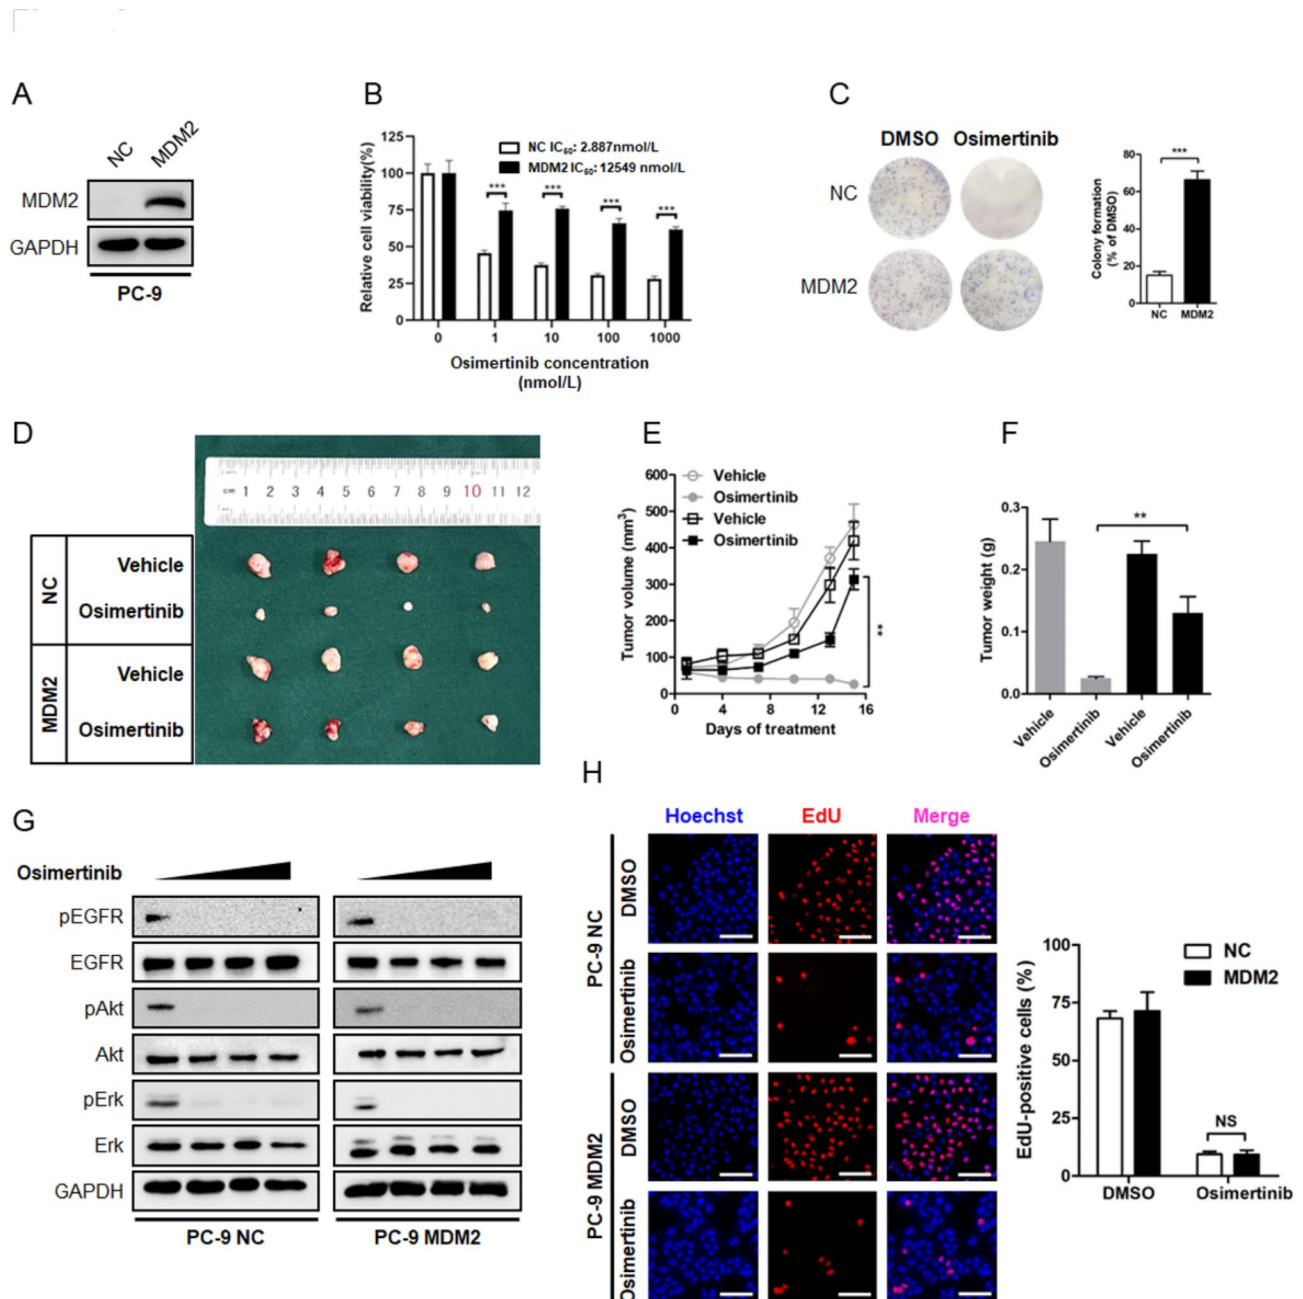 A
NC
MDM2
MDM2
GAPDH
PC-9
B
Relative cell viability(%)
125
100
75
50
25
0
NC IC50: 2.887nmol/L
MDM2 IC50: 12549 nmol/L
***
***
***
***
0
1
10
100
1000
Osimertinib concentration
(nmol/L)
C
DMSO
Osimertinib
NC
MDM2
Colony formation
(% of DMSO)
80
60
40
20
0
***
NC
MDM2
D
cm 1 2 3 4 5 6 7 8 9 10 11 12
NC
Vehicle
Osimertinib
MDM2
Vehicle
Osimertinib
E
Tumor volume (mm3)
600
500
400
300
200
100
0
Vehicle
Osimertinib
Vehicle
Osimertinib
**
0
4
8
12
16
Days of treatment
F
Tumor weight (g)
0.3
0.2
0.1
0.0
**
Vehicle
Osimertinib
Vehicle
Osimertinib
G
Osimertinib
pEGFR
EGFR
pAkt
Akt
pErk
Erk
GAPDH
PC-9 NC
PC-9 MDM2
H
Hoechst
EdU
Merge
PC-9 NC
DMSO
Osimertinib
PC-9 MDM2
DMSO
Osimertinib
EdU-positive cells (%)
100
75
50
25
0
NC
MDM2
NS
DMSO
Osimertinib